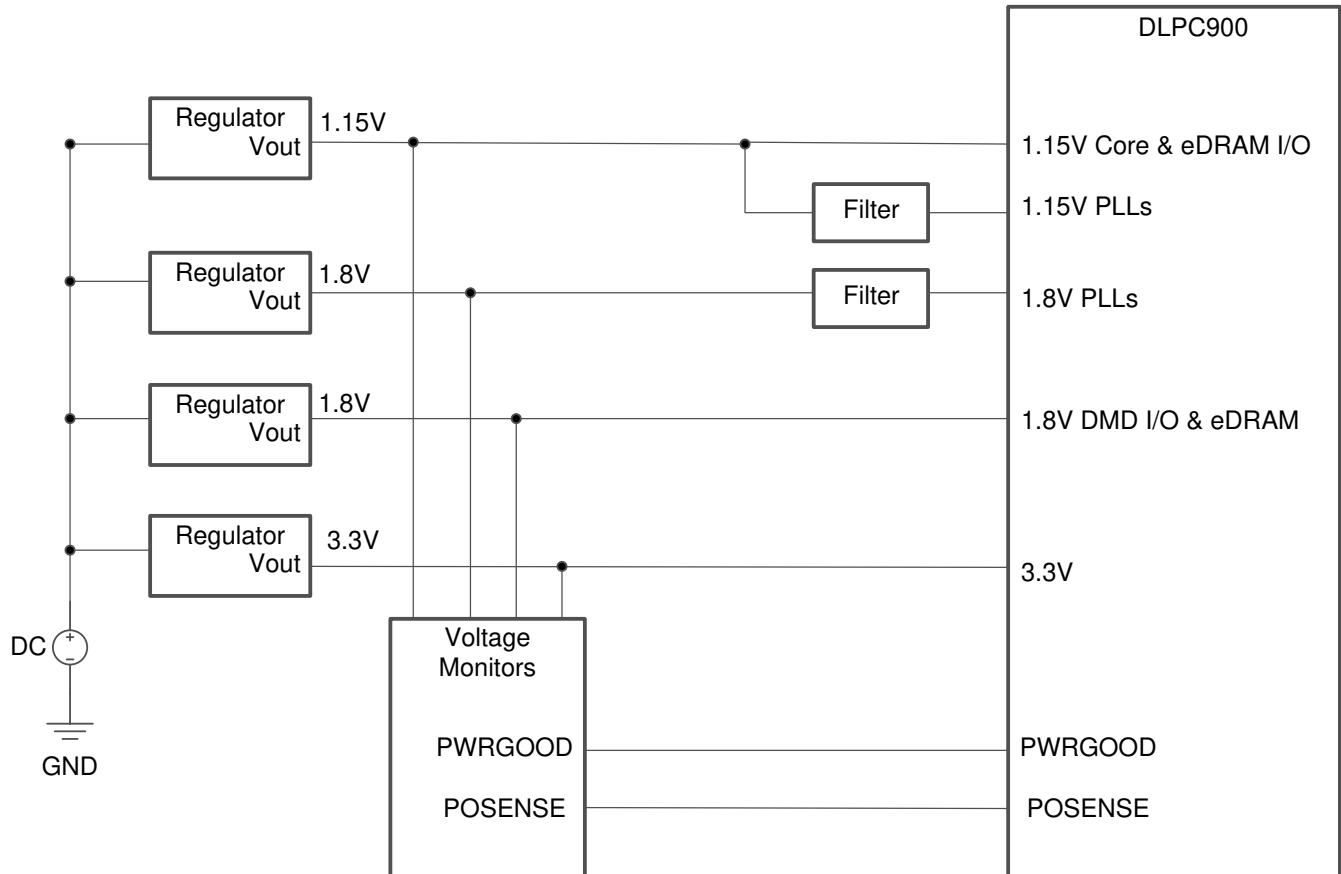 DLPC900
Regulator
Vout
1.15V
1.15V Core & eDRAM I/O
Filter
1.15V PLLs
Regulator
Vout
1.8V
Filter
1.8V PLLs
Regulator
Vout
1.8V
1.8V DMD I/O & eDRAM
Regulator
Vout
3.3V
3.3V
DC
+
-
GND
Voltage
Monitors
PWRGOOD
PWRGOOD
POSENSE
POSENSE